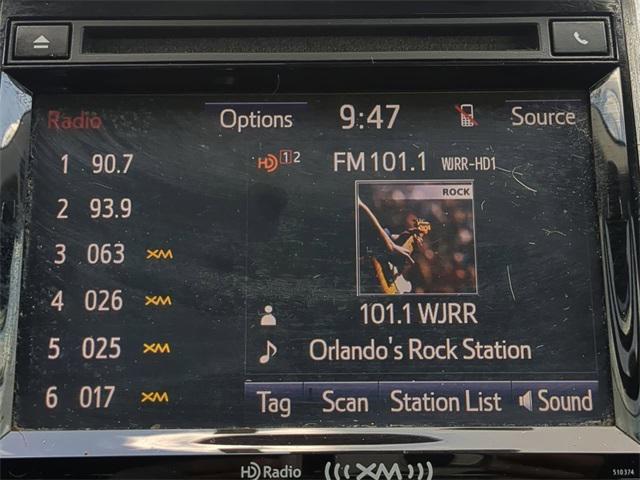 Radio Options 9:47 Source
1 90.7
2 93.9
3 063 XM
4 026 XM
5 025 XM
6 017 XM
HD 1 2 FM 101.1 WJRR-HD1
ROCK
101.1 WJRR
Orlando's Rock Station
Tag Scan Station List Sound
HD Radio ((( XM )))
510374